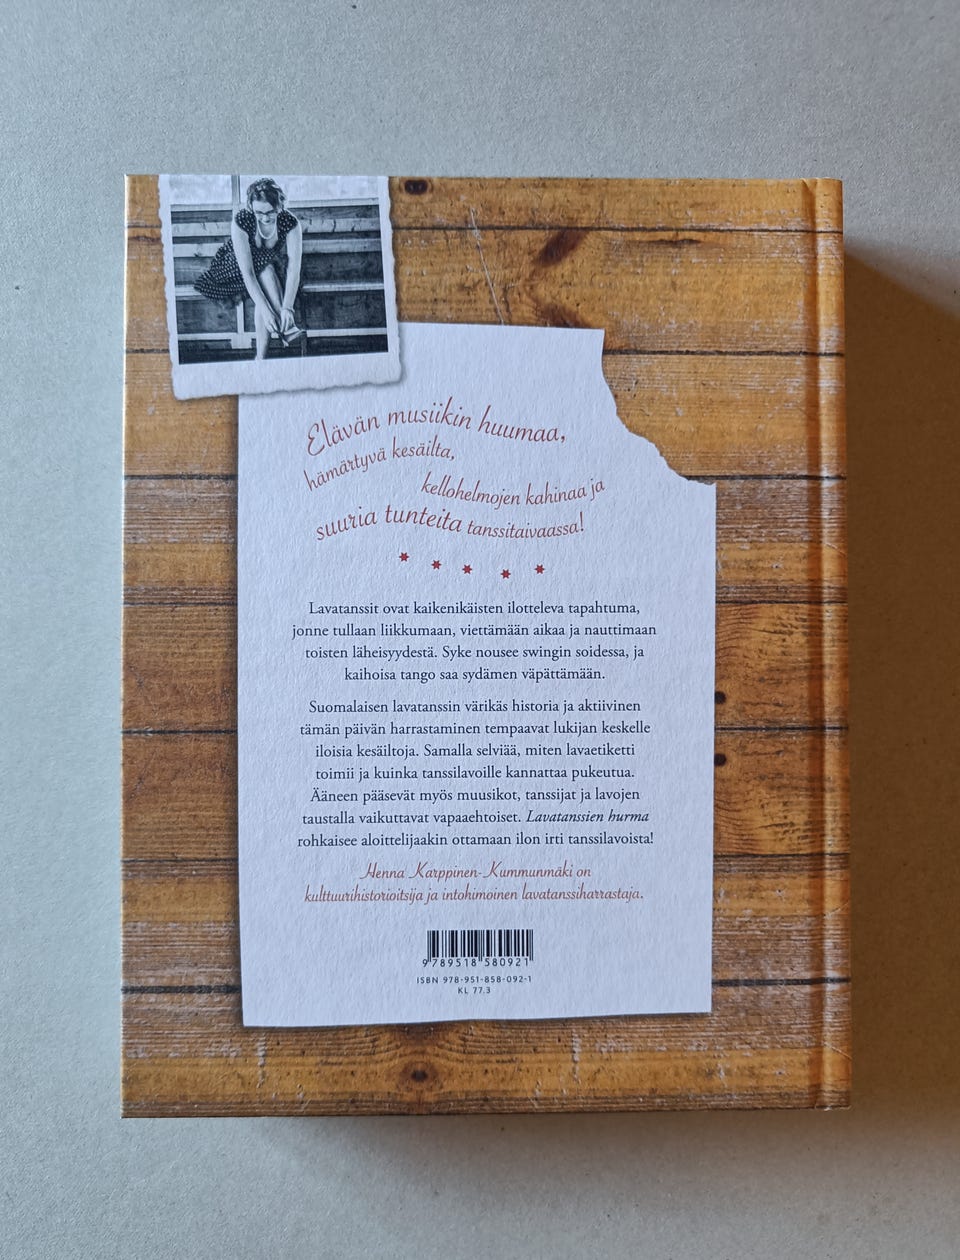 Elävän musiikin huumaa,
hämärtyvä kesäilta,
kellohelmojen kahinaa ja
suuria tunteita tanssitaivaassa!
Lavatanssit ovat kaikenikäisten ilotteleva tapahtuma,
jonne tullaan liikkumaan, viettämään aikaa ja nauttimaan
toisten läheisyydestä. Syke nousee swingin soidessa, ja
kaihoisa tango saa sydämen väpättämään.
Suomalaisen lavatanssin värikäs historia ja aktiivinen
tämän päivän harrastaminen tempaavat lukijan keskelle
iloisia kesäiltoja. Samalla selviää, miten lavaetiketti
toimii ja kuinka tanssilavoille kannattaa pukeutua.
Ääneen pääsevät myös muusikot, tanssijat ja lavojen
taustalla vaikuttavat vapaaehtoiset. Lavatanssien hurma
rohkaisee aloittelijaakin ottamaan ilon irti tanssilavoista!
Henna Karppinen-Kummunmäki on
kulttuurihistorioitsija ja intohimoinen lavatanssiharrastaja.
9789518580921
ISBN 978-951-858-092-1
KL 77.3